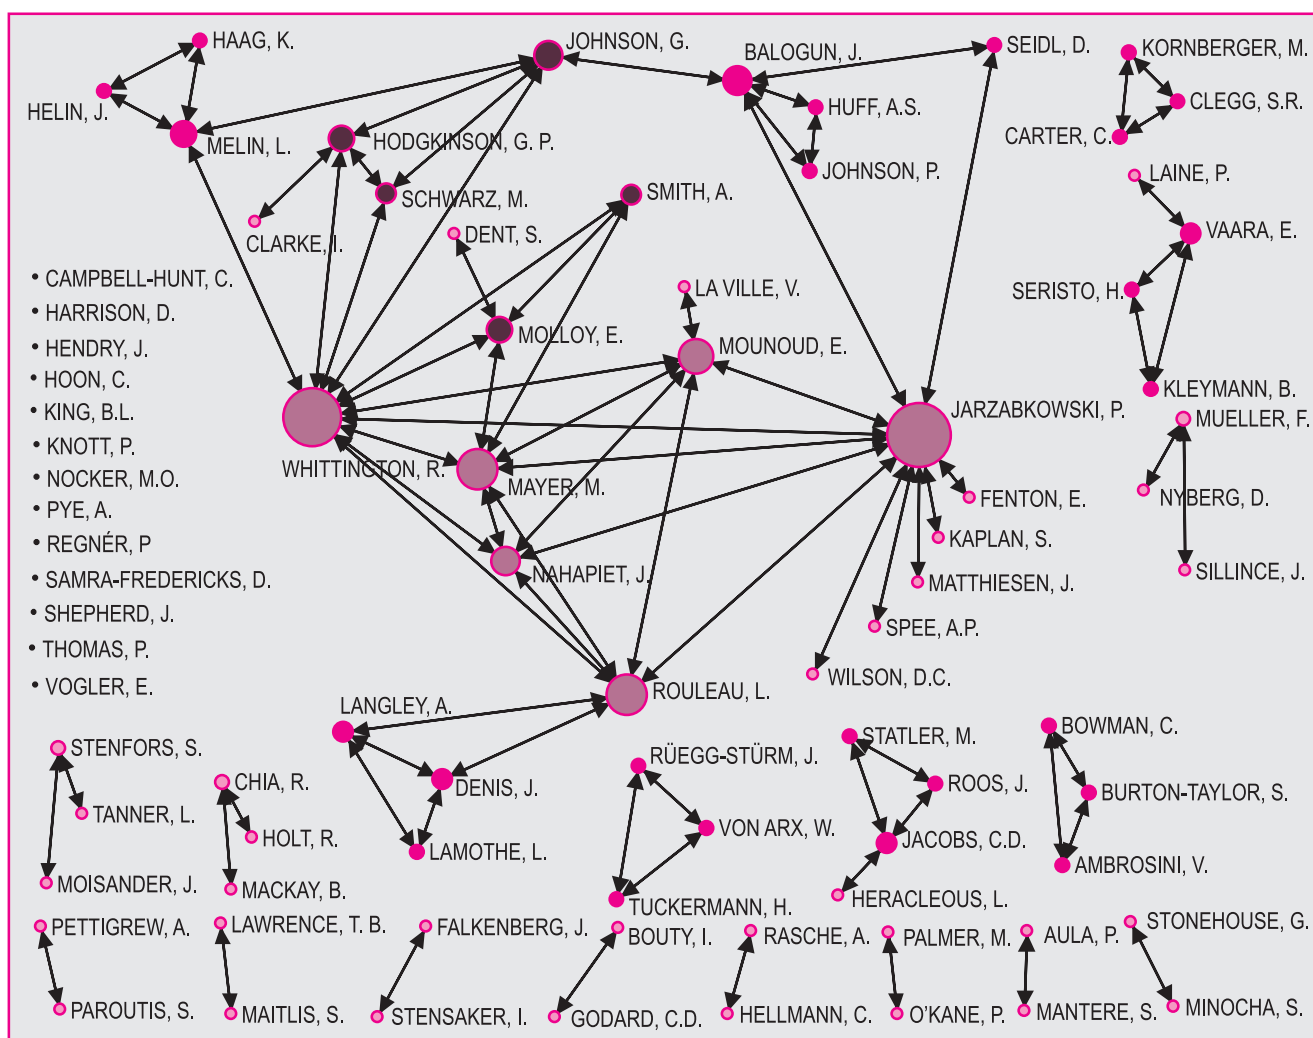 HAAG, K.
HELIN, J.
MELIN, L.
JOHNSON, G.
HODGKINSON, G. P.
SCHWARZ, M.
CLARKE, I.
BALOGUN, J.
SEIDL, D.
HUFF, A.S.
JOHNSON, P.
KORNBERGER, M.
CLEGG, S.R.
CARTER, C.
LAINE, P.
VAARA, E.
SERISTO, H.
KLEYMANN, B.
SMITH, A.
DENT, S.
MOLLOY, E.
LA VILLE, V.
MOUNOUD, E.
WHITTINGTON, R.
MAYER, M.
NAHAPIET, J.
JARZABKOWSKI, P.
FENTON, E.
KAPLAN, S.
MATTHIESEN, J.
SPEE, A.P.
WILSON, D.C.
MUELLER, F.
NYBERG, D.
SILLINCE, J.
• CAMPBELL-HUNT, C.
• HARRISON, D.
• HENDRY, J.
• HOON, C.
• KING, B.L.
• KNOTT, P.
• NOCKER, M.O.
• PYE, A.
• REGNÉR, P
• SAMRA-FREDERICKS, D.
• SHEPHERD, J.
• THOMAS, P.
• VOGLER, E.
ROULEAU, L.
LANGLEY, A.
DENIS, J.
LAMOTHE, L.
STENFORS, S.
TANNER, L.
MOISANDER, J.
CHIA, R.
HOLT, R.
MACKAY, B.
RÜEGG-STÜRM, J.
VON ARX, W.
TUCKERMANN, H.
STATLER, M.
ROOS, J.
JACOBS, C.D.
HERACLEOUS, L.
BOWMAN, C.
BURTON-TAYLOR, S.
AMBROSINI, V.
PETTIGREW, A.
PAROUTIS, S.
LAWRENCE, T. B.
MAITLIS, S.
FALKENBERG, J.
STENSAKER, I.
BOUTY, I.
GODARD, C.D.
RASCHE, A.
HELLMANN, C.
PALMER, M.
O'KANE, P.
AULA, P.
MANTERE, S.
STONEHOUSE, G.
MINOCHA, S.